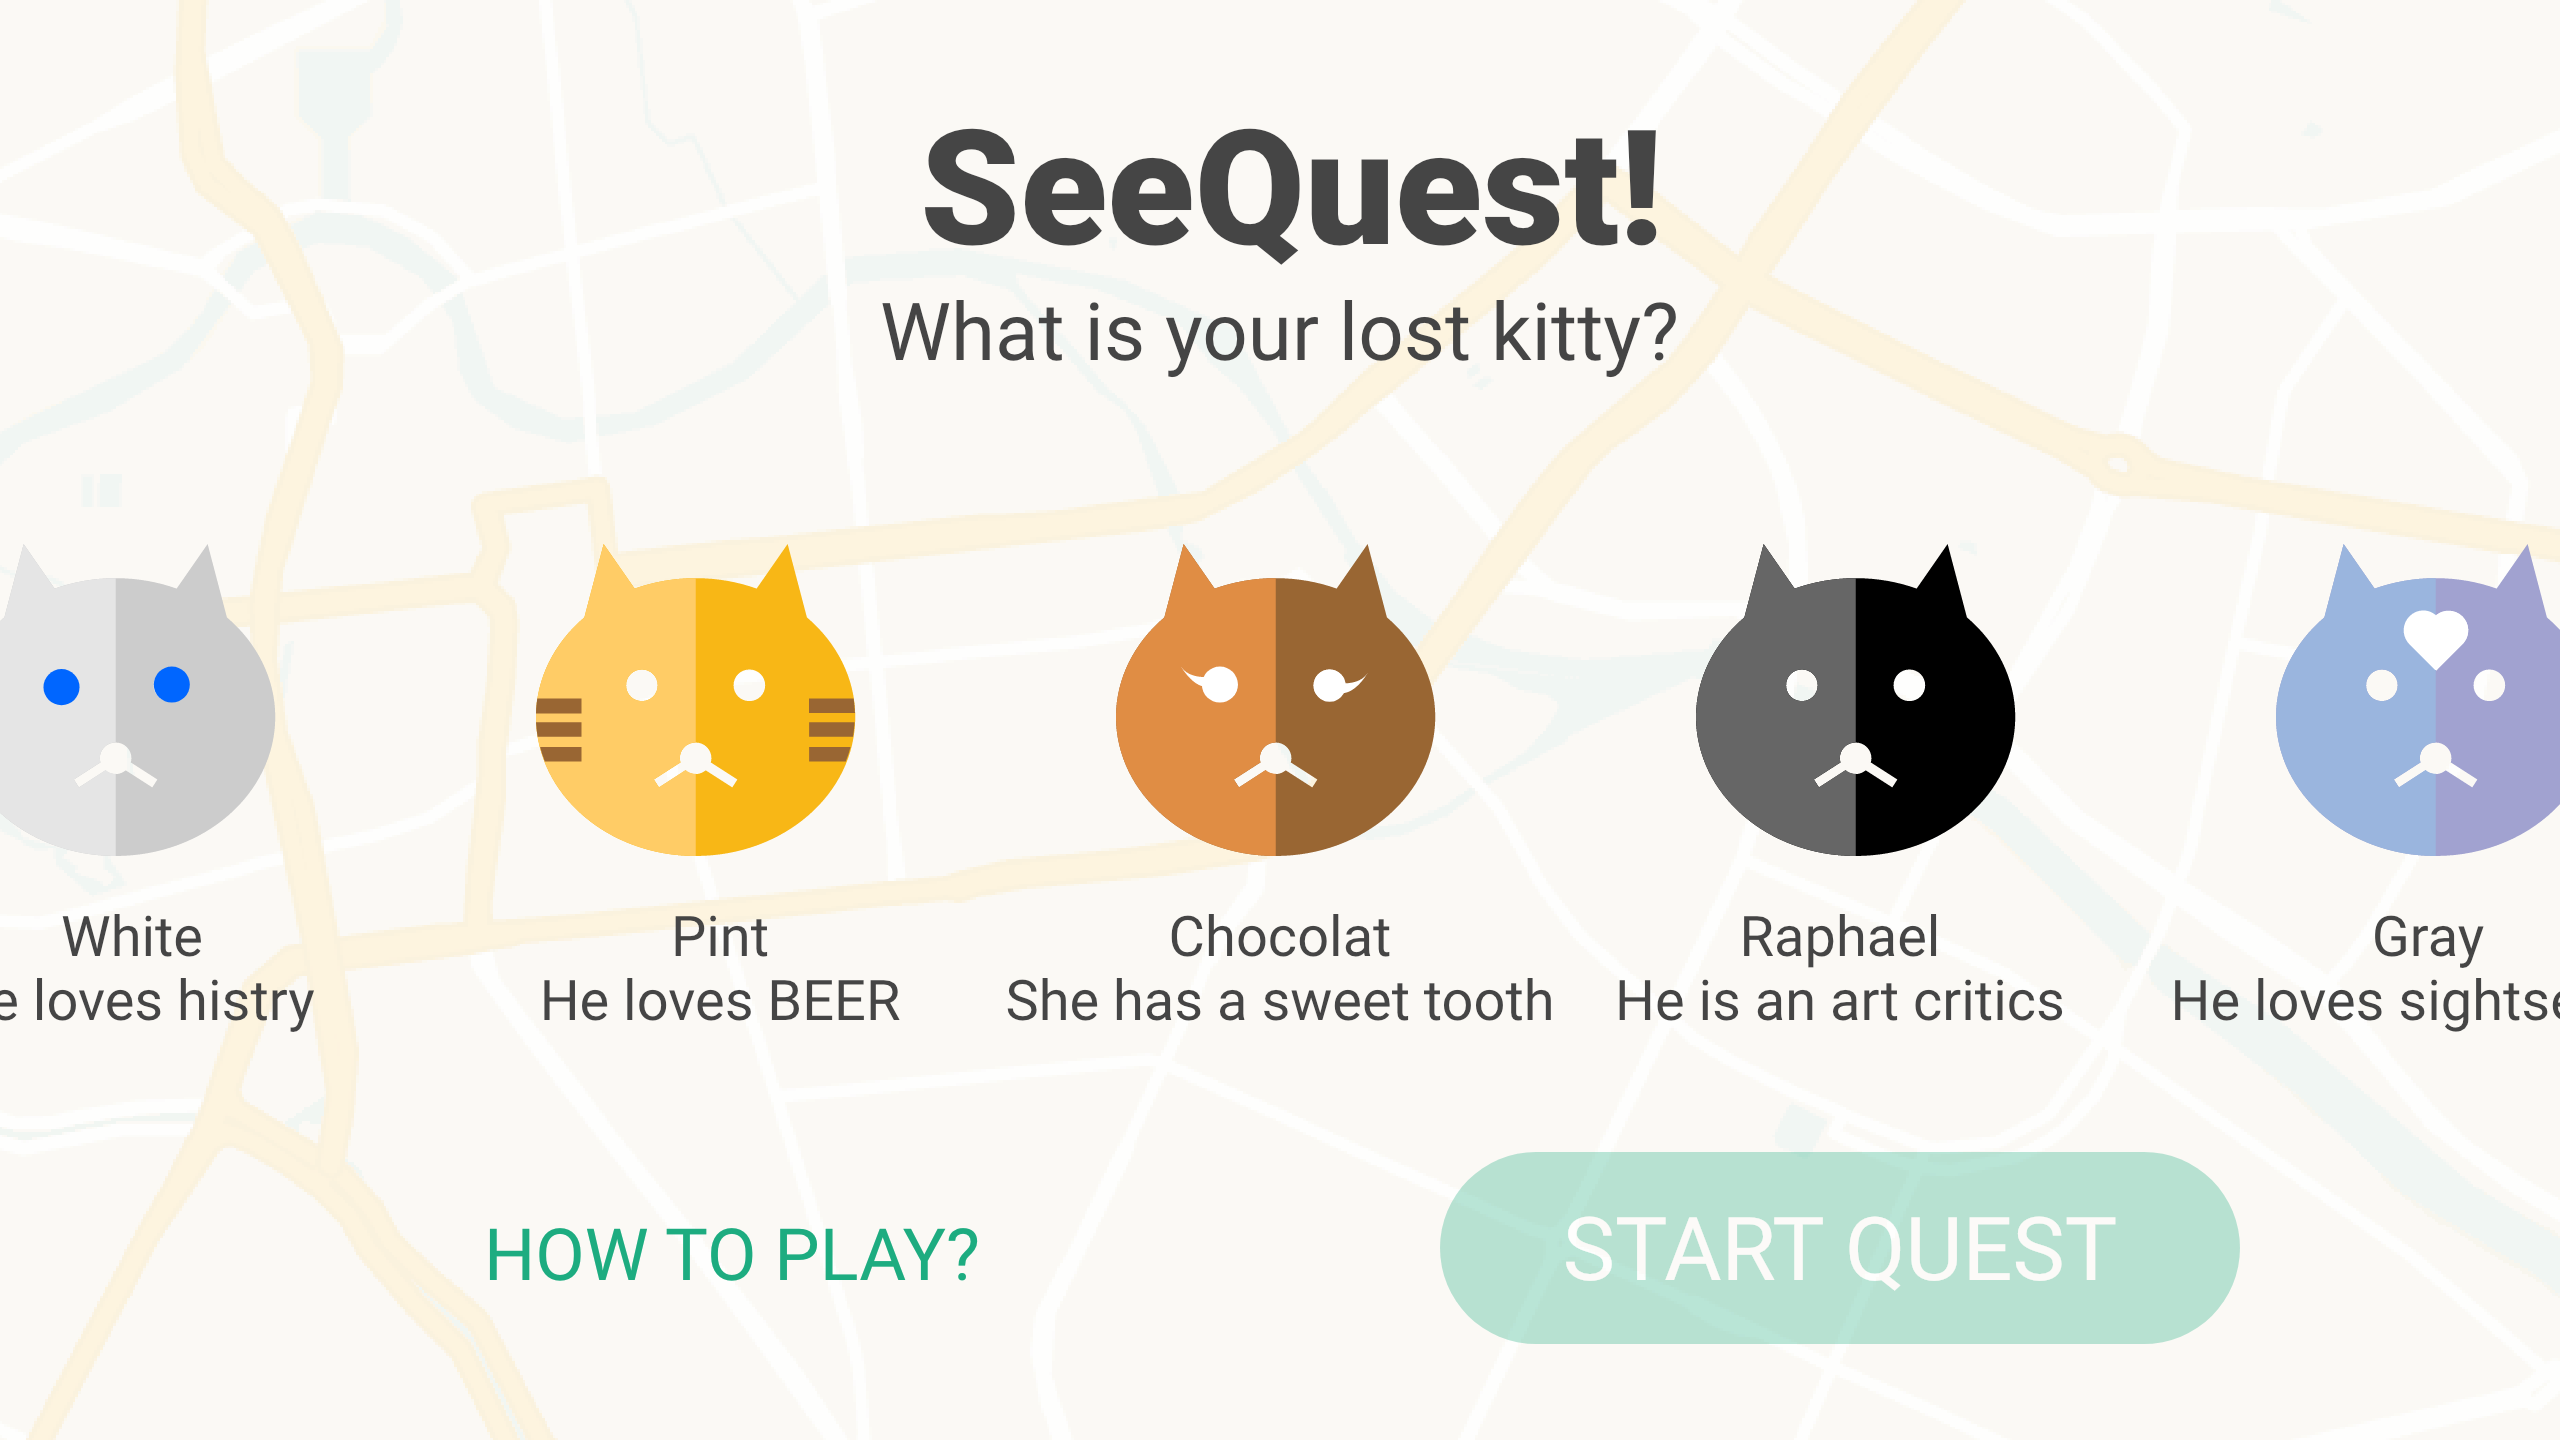 SeeQuest!
What is your lost kitty?
White
e loves histry
Pint
He loves BEER
Chocolat
She has a sweet tooth
Raphael
He is an art critics
Gray
He loves sights
HOW TO PLAY?
START QUEST